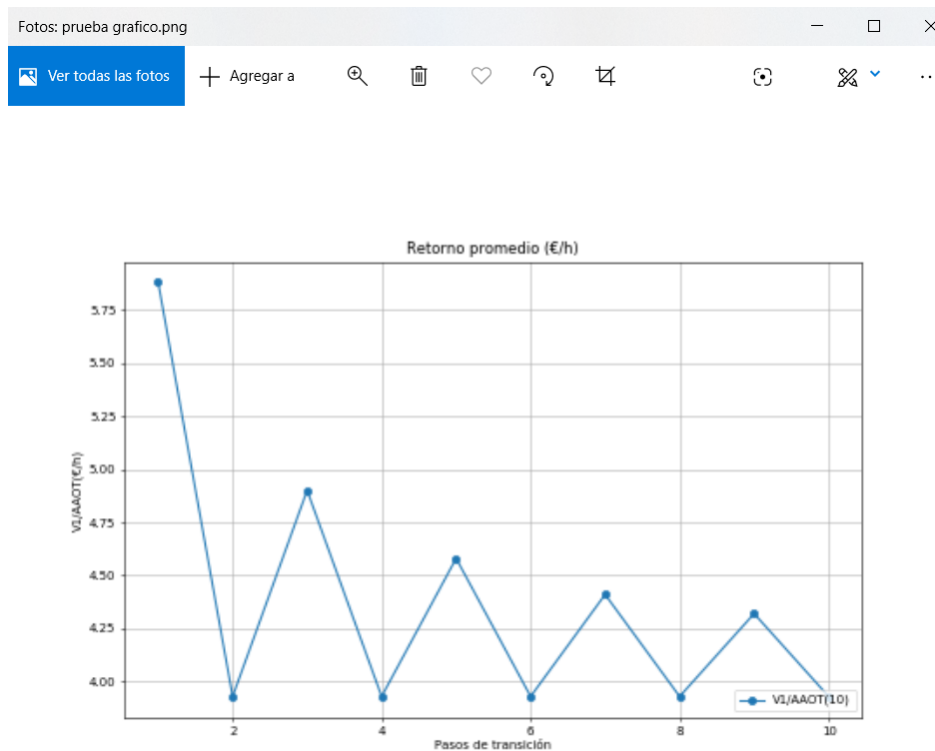 Fotos: prueba grafico.png
Ver todas las fotos
Agregar a
Retorno promedio (€/h)
V1/AAOT(€/h)
5.75
5.50
5.25
5.00
4.75
4.50
4.25
4.00
V1/AAOT(10)
2 4 6 8 10
Pasos de transición